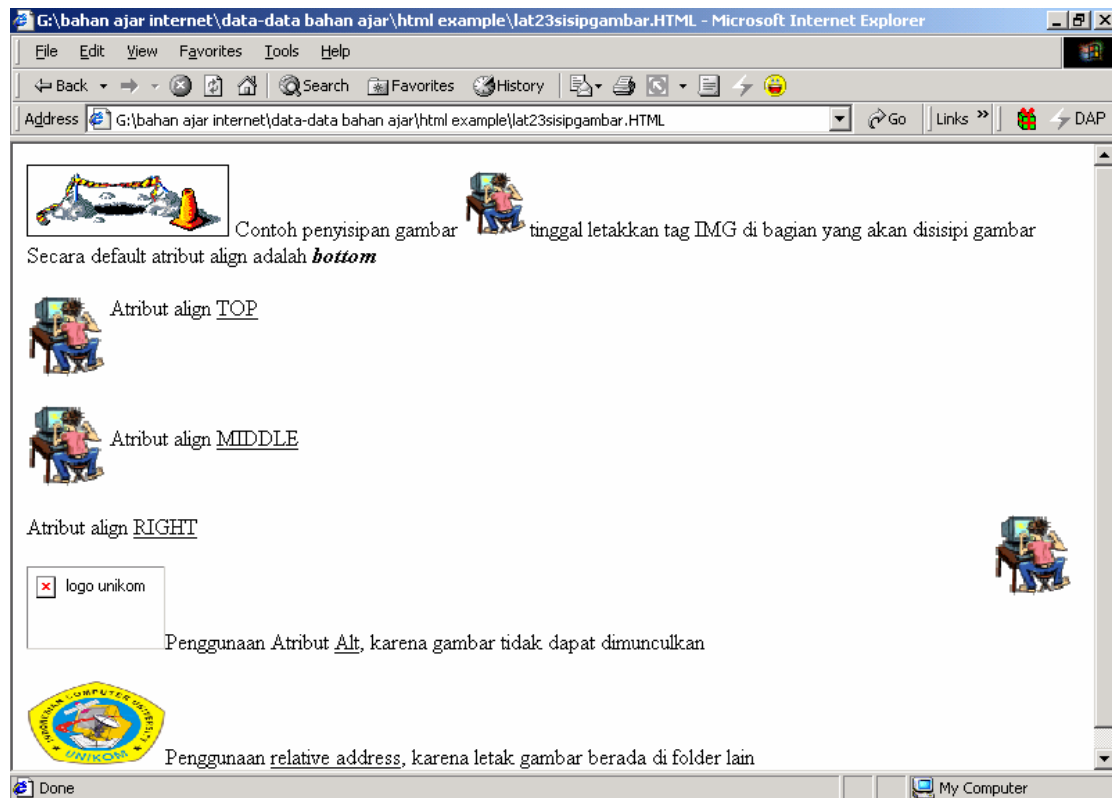 G:\bahan ajar internet\data-data bahan ajar\html example\lat23sisipgambar.HTML - Microsoft Internet Explorer
File Edit View Favorites Tools Help
Back Search Favorites History
Address G:\bahan ajar internet\data-data bahan ajar\html example\lat23sisipgambar.HTML Go Links » DAP
Contoh penyisipan gambar tinggal letakkan tag IMG di bagian yang akan disisipi gambar
Secara default atribut align adalah bottom
Atribut align TOP
Atribut align MIDDLE
Atribut align RIGHT
logo unikom
Penggunaan Atribut Alt, karena gambar tidak dapat dimunculkan
INDONESIAN COMPUTER UNIVERSITY
UNIKOM
Penggunaan relative address, karena letak gambar berada di folder lain
Done My Computer